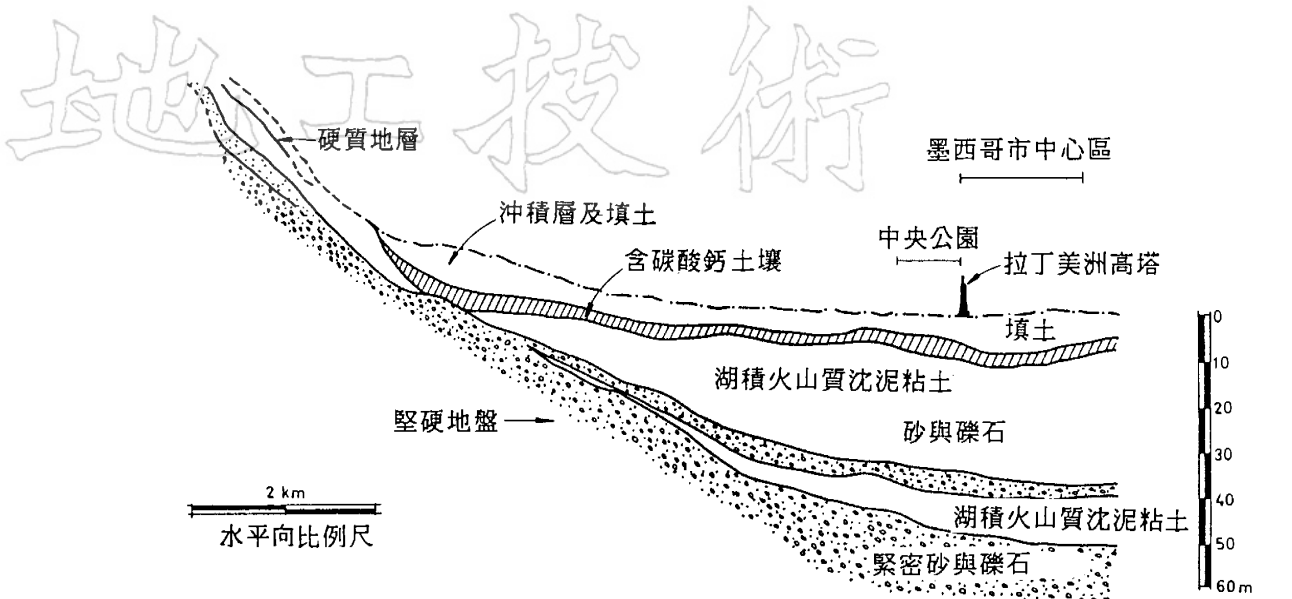 地工技術
硬質地層
墨西哥市中心區
沖積層及填土
中央公園
含碳酸鈣土壤
拉丁美洲高塔
填土
0
10
湖積火山質沈泥粘土
20
堅硬地盤
砂與礫石
30
2 km
水平向比例尺
40
湖積火山質沈泥粘土
50
緊密砂與礫石
60 m